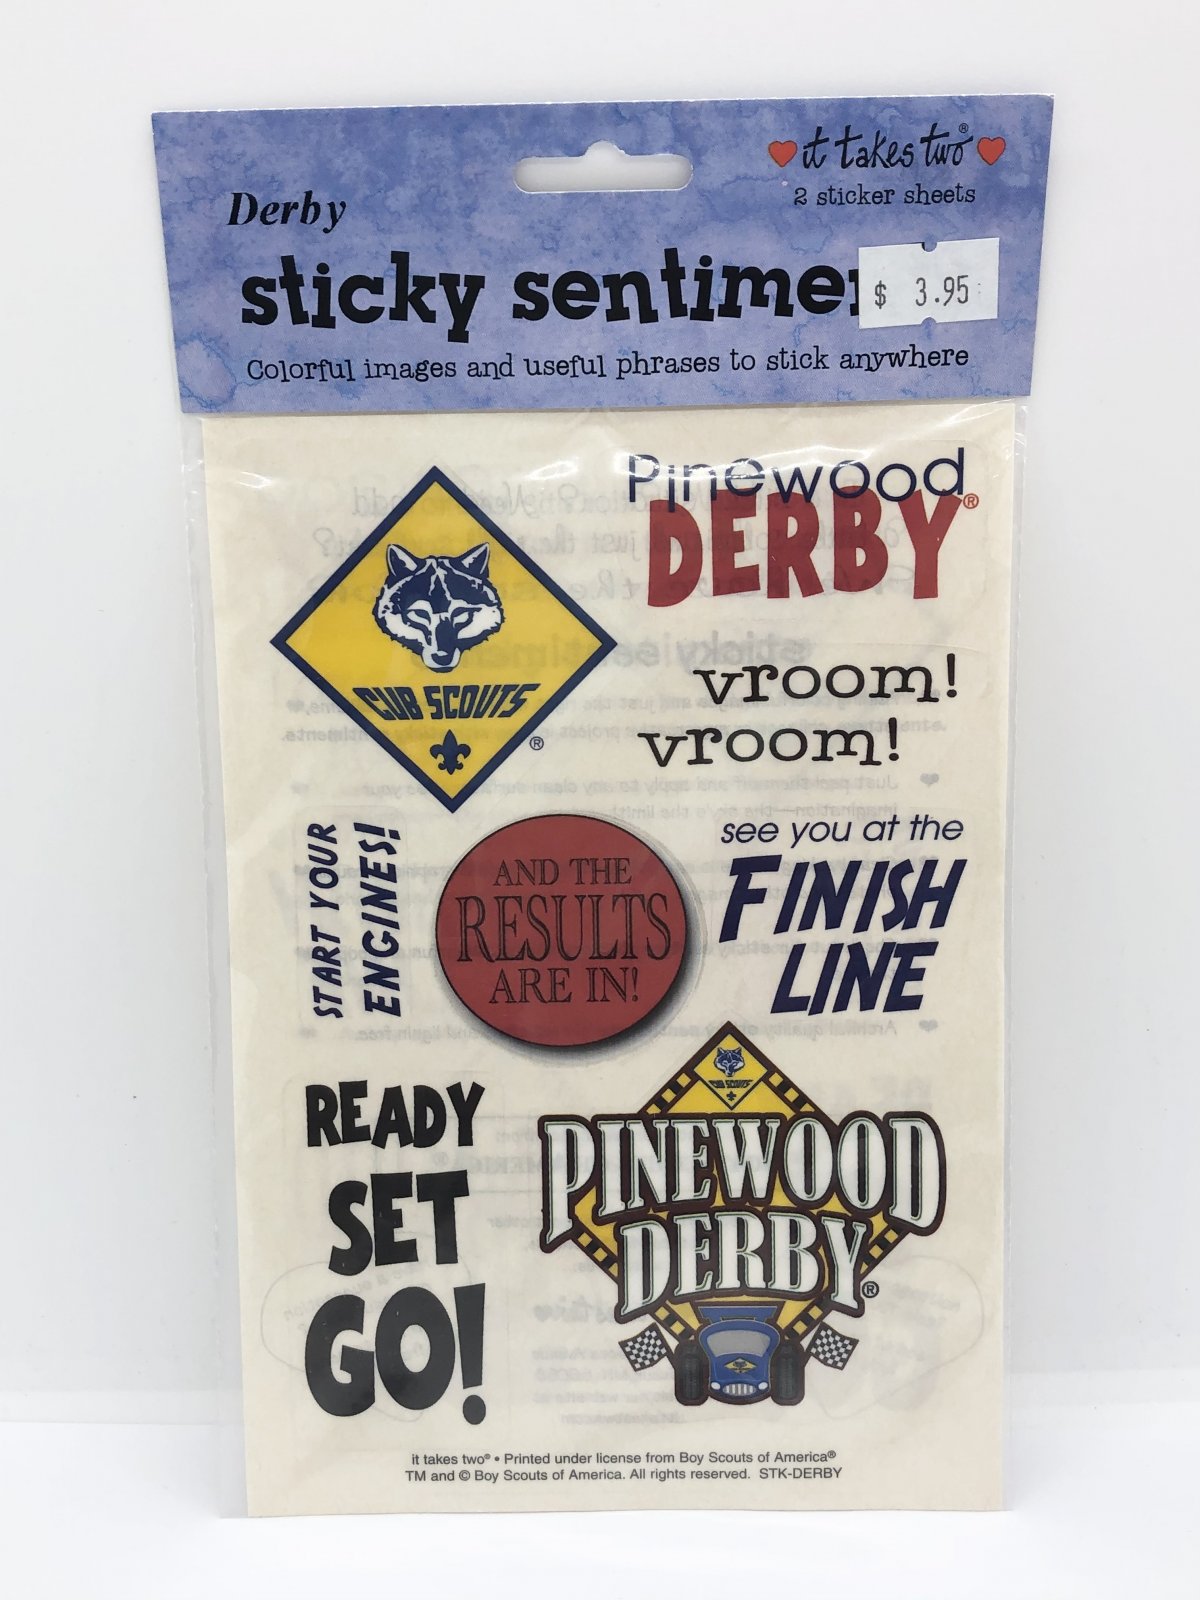 it takes two®
2 sticker sheets
Derby
sticky sentime
$ 3.95
Colorful images and useful phrases to stick anywhere
Pinewood
DERBY®
CUB SCOUTS
®
vroom!
vroom!
START YOUR
ENGINES!
AND THE
RESULTS
ARE IN!
see you at the
FINISH
LINE
READY
SET
GO!
CUB SCOUTS
PINEWOOD
DERBY®
it takes two® • Printed under license from Boy Scouts of America®
TM and © Boy Scouts of America. All rights reserved. STK-DERBY